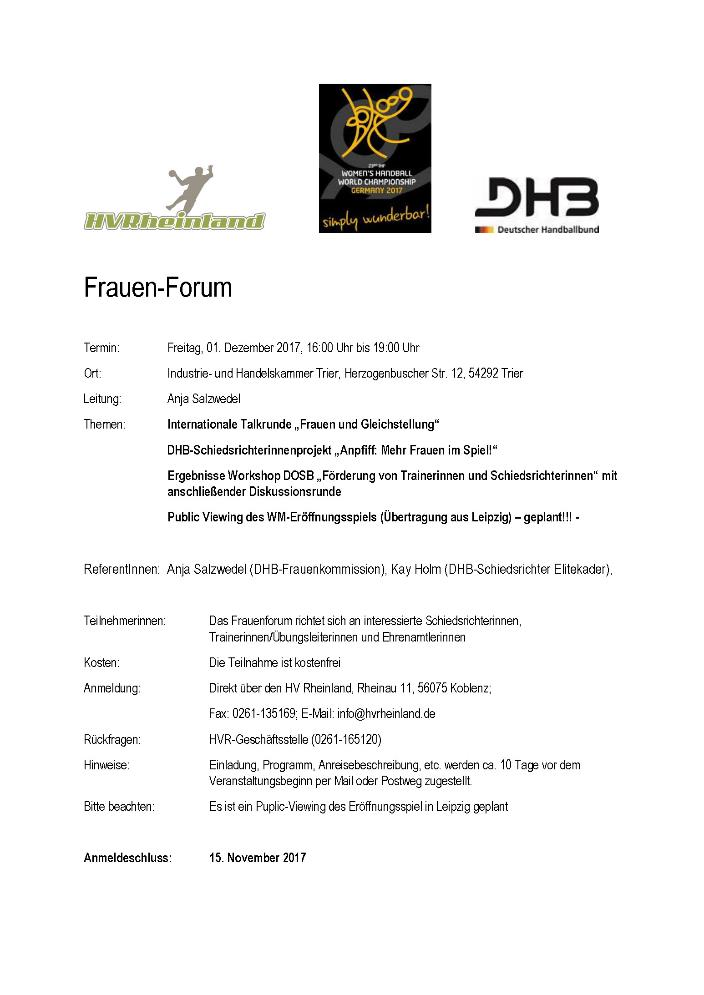 HVRheinland
23RD IHF
WOMEN'S HANDBALL
WORLD CHAMPIONSHIP
GERMANY 2017
simply wunderbar!
DHB
Deutscher Handballbund
Frauen-Forum
Termin: Freitag, 01. Dezember 2017, 16:00 Uhr bis 19:00 Uhr
Ort: Industrie- und Handelskammer Trier, Herzogenbuscher Str. 12, 54292 Trier
Leitung: Anja Salzwedel
Themen: Internationale Talkrunde „Frauen und Gleichstellung“
DHB-Schiedsrichterinnenprojekt „Anpfiff: Mehr Frauen im Spiel!“
Ergebnisse Workshop DOSB „Förderung von Trainerinnen und Schiedsrichterinnen“ mit
anschließender Diskussionsrunde
Public Viewing des WM-Eröffnungsspiels (Übertragung aus Leipzig) – geplant!!! -
ReferentInnen: Anja Salzwedel (DHB-Frauenkommission), Kay Holm (DHB-Schiedsrichter Elitekader),
Teilnehmerinnen: Das Frauenforum richtet sich an interessierte Schiedsrichterinnen,
Trainerinnen/Übungsleiterinnen und Ehrenamtlerinnen
Kosten: Die Teilnahme ist kostenfrei
Anmeldung: Direkt über den HV Rheinland, Rheinau 11, 56075 Koblenz;
Fax: 0261-135169; E-Mail: info@hvrheinland.de
Rückfragen: HVR-Geschäftsstelle (0261-165120)
Hinweise: Einladung, Programm, Anreisebeschreibung, etc. werden ca. 10 Tage vor dem
Veranstaltungsbeginn per Mail oder Postweg zugestellt.
Bitte beachten: Es ist ein Puplic-Viewing des Eröffnungsspiel in Leipzig geplant
Anmeldeschluss: 15. November 2017